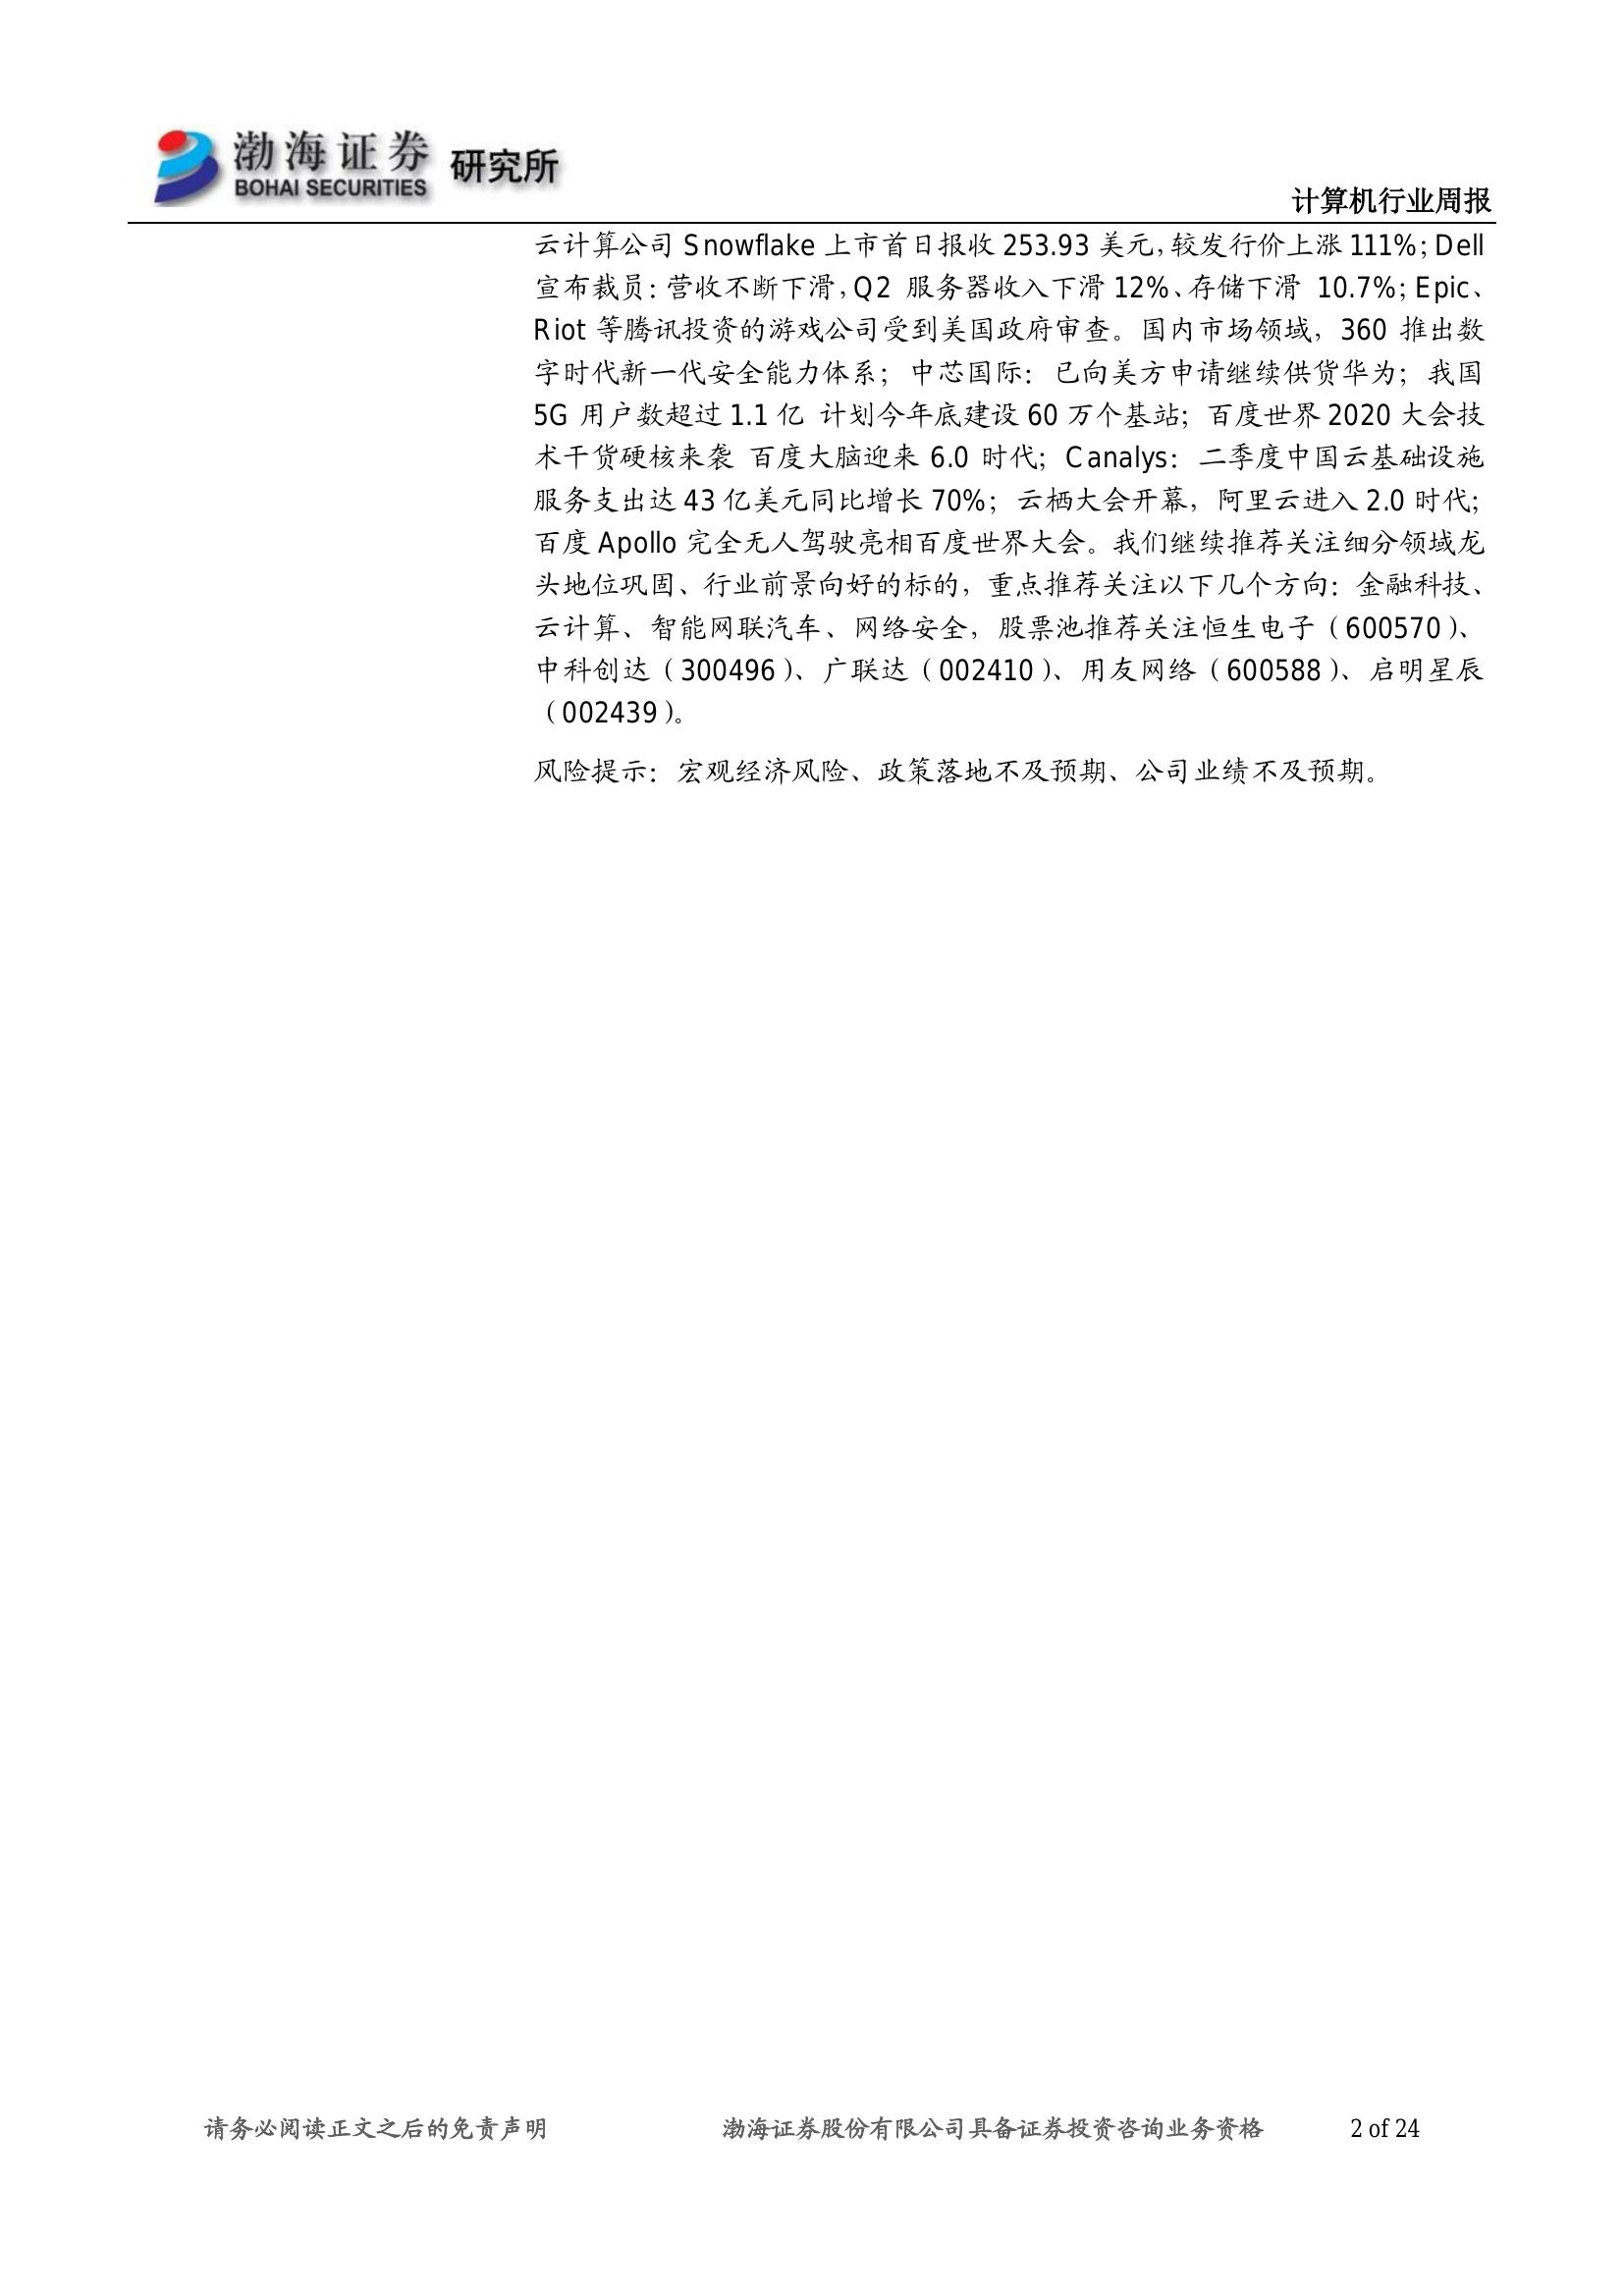 渤海证券 研究所
BOHAI SECURITIES
计算机行业周报
云计算公司 Snowflake 上市首日报收 253.93 美元，较发行价上涨 111%；Dell
宣布裁员：营收不断下滑，Q2 服务器收入下滑 12%、存储下滑 10.7%；Epic、
Riot 等腾讯投资的游戏公司受到美国政府审查。国内市场领域，360 推出数
字时代新一代安全能力体系；中芯国际：已向美方申请继续供货华为；我国
5G 用户数超过 1.1 亿 计划今年底建设 60 万个基站；百度世界 2020 大会技
术干货硬核来袭 百度大脑迎来 6.0 时代；Canalys：二季度中国云基础设施
服务支出达 43 亿美元同比增长 70%；云栖大会开幕，阿里云进入 2.0 时代；
百度 Apollo 完全无人驾驶亮相百度世界大会。我们继续推荐关注细分领域龙
头地位巩固、行业前景向好的标的，重点推荐关注以下几个方向：金融科技、
云计算、智能网联汽车、网络安全，股票池推荐关注恒生电子（600570）、
中科创达（300496）、广联达（002410）、用友网络（600588）、启明星辰
（002439）。
风险提示：宏观经济风险、政策落地不及预期、公司业绩不及预期。
请务必阅读正文之后的免责声明 渤海证券股份有限公司具备证券投资咨询业务资格 2 of 24